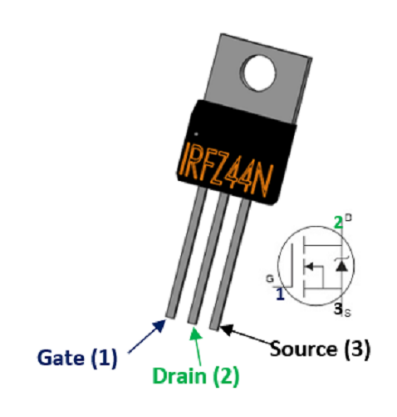 IRFZ44N
2 D
G
1
3 S
Gate (1)
Source (3)
Drain (2)